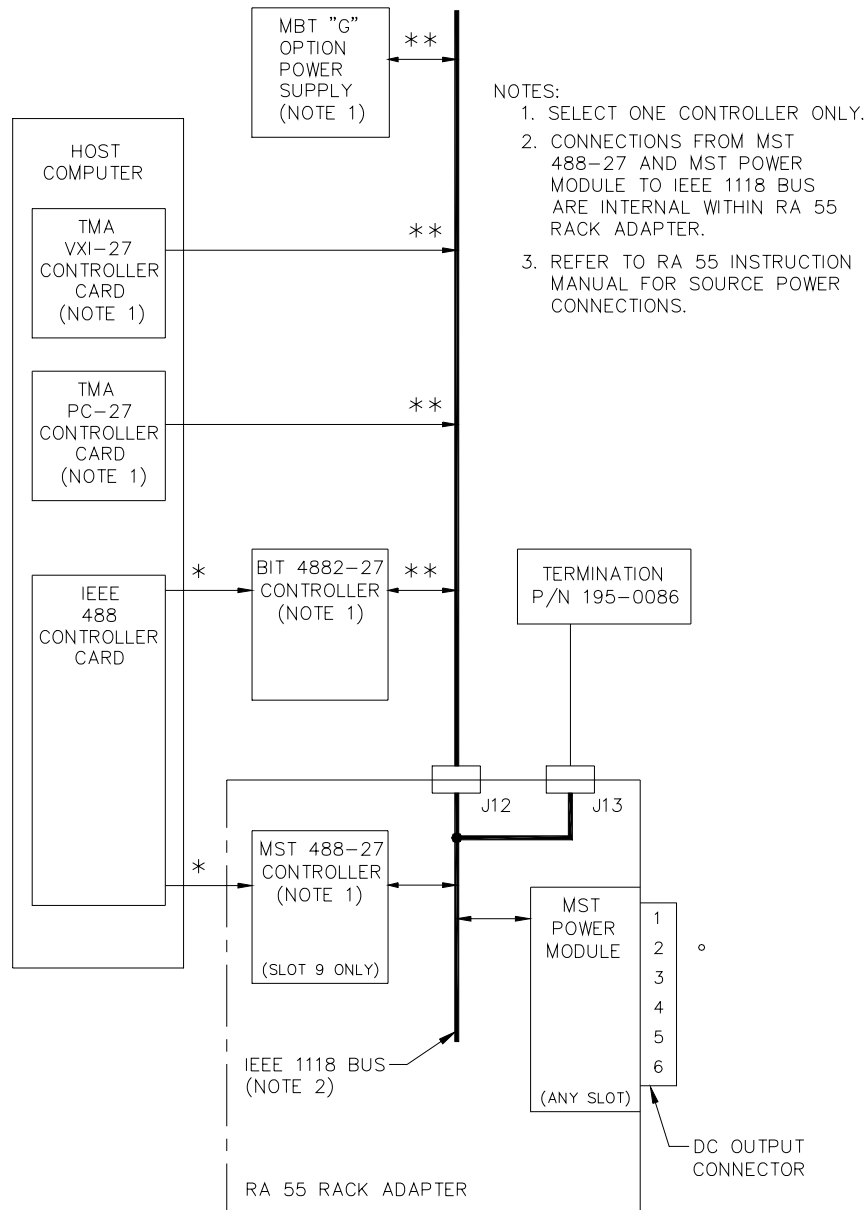 MBT "G"
OPTION
POWER
SUPPLY
(NOTE 1)
**
NOTES:
1. SELECT ONE CONTROLLER ONLY.
2. CONNECTIONS FROM MST
488-27 AND MST POWER
MODULE TO IEEE 1118 BUS
ARE INTERNAL WITHIN RA 55
RACK ADAPTER.
3. REFER TO RA 55 INSTRUCTION
MANUAL FOR SOURCE POWER
CONNECTIONS.
HOST
COMPUTER
TMA
VXI-27
CONTROLLER
CARD
(NOTE 1)
**
TMA
PC-27
CONTROLLER
CARD
(NOTE 1)
**
IEEE
488
CONTROLLER
CARD
*
BIT 4882-27
CONTROLLER
(NOTE 1)
**
TERMINATION
P/N 195-0086
J12
J13
*
MST 488-27
CONTROLLER
(NOTE 1)
(SLOT 9 ONLY)
MST
POWER
MODULE
(ANY SLOT)
1
2
3
4
5
6
IEEE 1118 BUS
(NOTE 2)
DC OUTPUT
CONNECTOR
RA 55 RACK ADAPTER